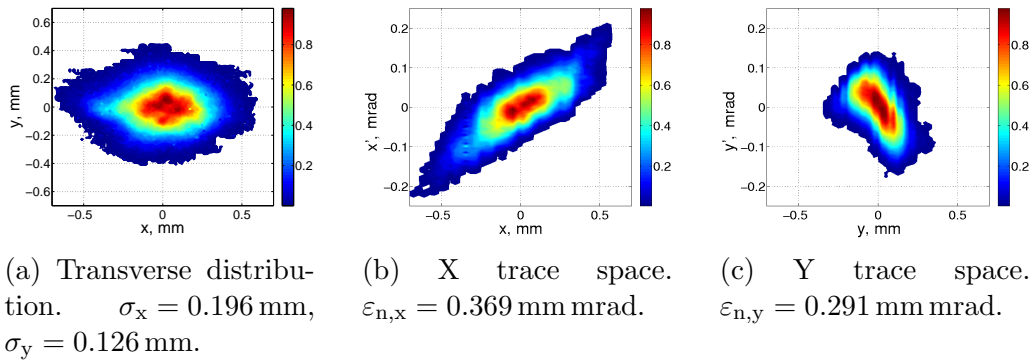 0.6
0.4
0.2
0
−0.2
−0.4
−0.6
y, mm
−0.5 0 0.5
x, mm
0.8
0.6
0.4
0.2
0.2
0.1
0
−0.1
−0.2
x', mrad
−0.5 0 0.5
x, mm
0.8
0.6
0.4
0.2
0.2
0.1
0
−0.1
−0.2
y', mrad
−0.5 0 0.5
y, mm
0.8
0.6
0.4
0.2
(a) Transverse distribu-
tion. σx = 0.196 mm,
σy = 0.126 mm.
(b) X trace space.
εn,x = 0.369 mm mrad.
(c) Y trace space.
εn,y = 0.291 mm mrad.